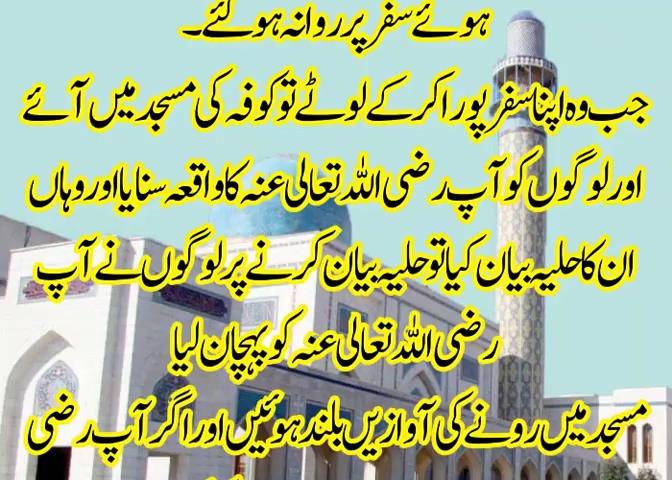 ہوئے سفر پر روانہ ہو گئے۔
جب وہ اپنا سفر پورا کر کے لوٹے تو کوفہ کی مسجد میں آئے
اور لوگوں کو آپ رضی اللہ تعالیٰ عنہ کا واقعہ سنایا اور وہاں
ان کا حلیہ بیان کیا تو حلیہ بیان کرنے پر لوگوں نے آپ
رضی اللہ تعالیٰ عنہ کو پہچان لیا
مسجد میں رونے کی آوازیں بلند ہوئیں اور اگر آپ رضی